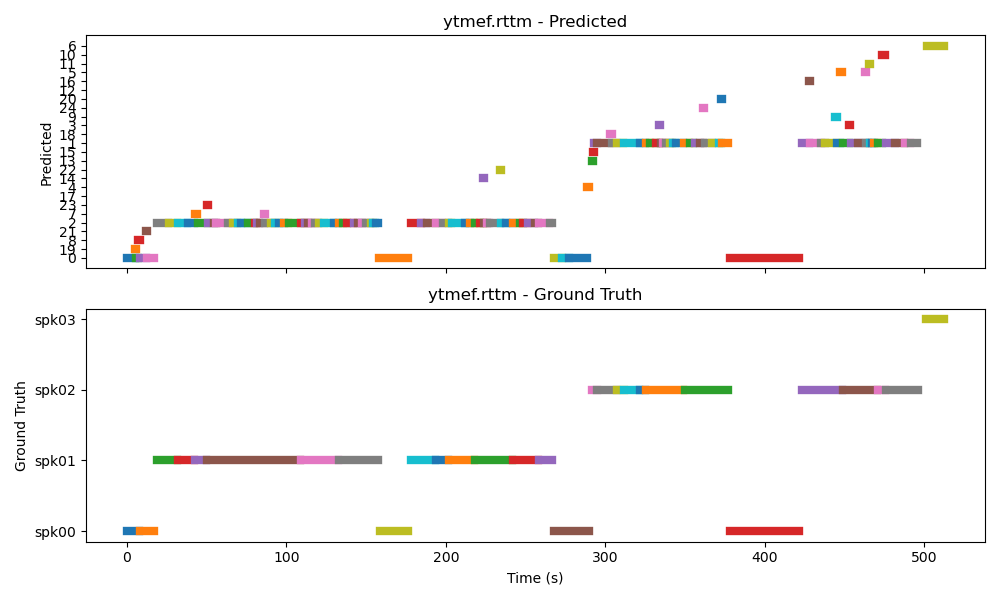 ytmef.rttm - Predicted
6
10
11
5
16
12
20
24
9
3
18
1
15
13
22
14
4
17
23
7
2
21
8
19
0
Predicted
ytmef.rttm - Ground Truth
spk03
spk02
spk01
spk00
Ground Truth
0 100 200 300 400 500
Time (s)